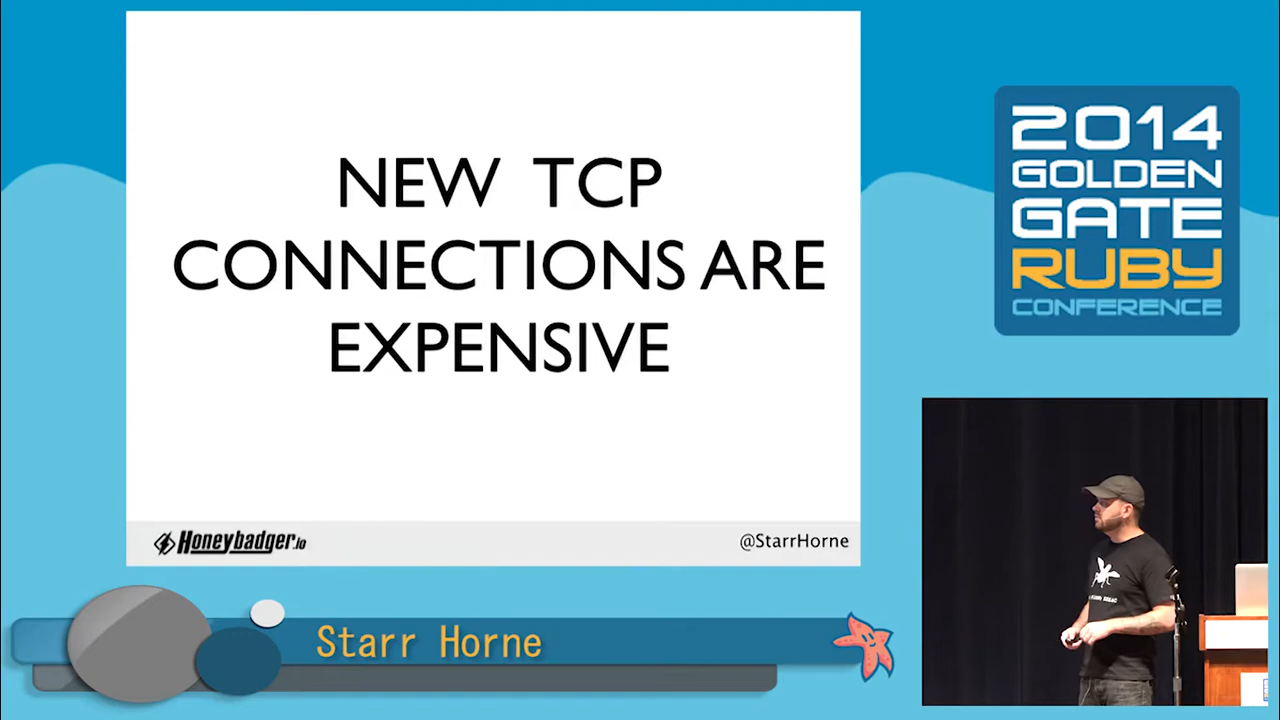 NEW TCP
CONNECTIONS ARE
EXPENSIVE
Honeybadger.io
@StarrHorne
2014
GOLDEN
GATE
RUBY
CONFERENCE
Starr Horne